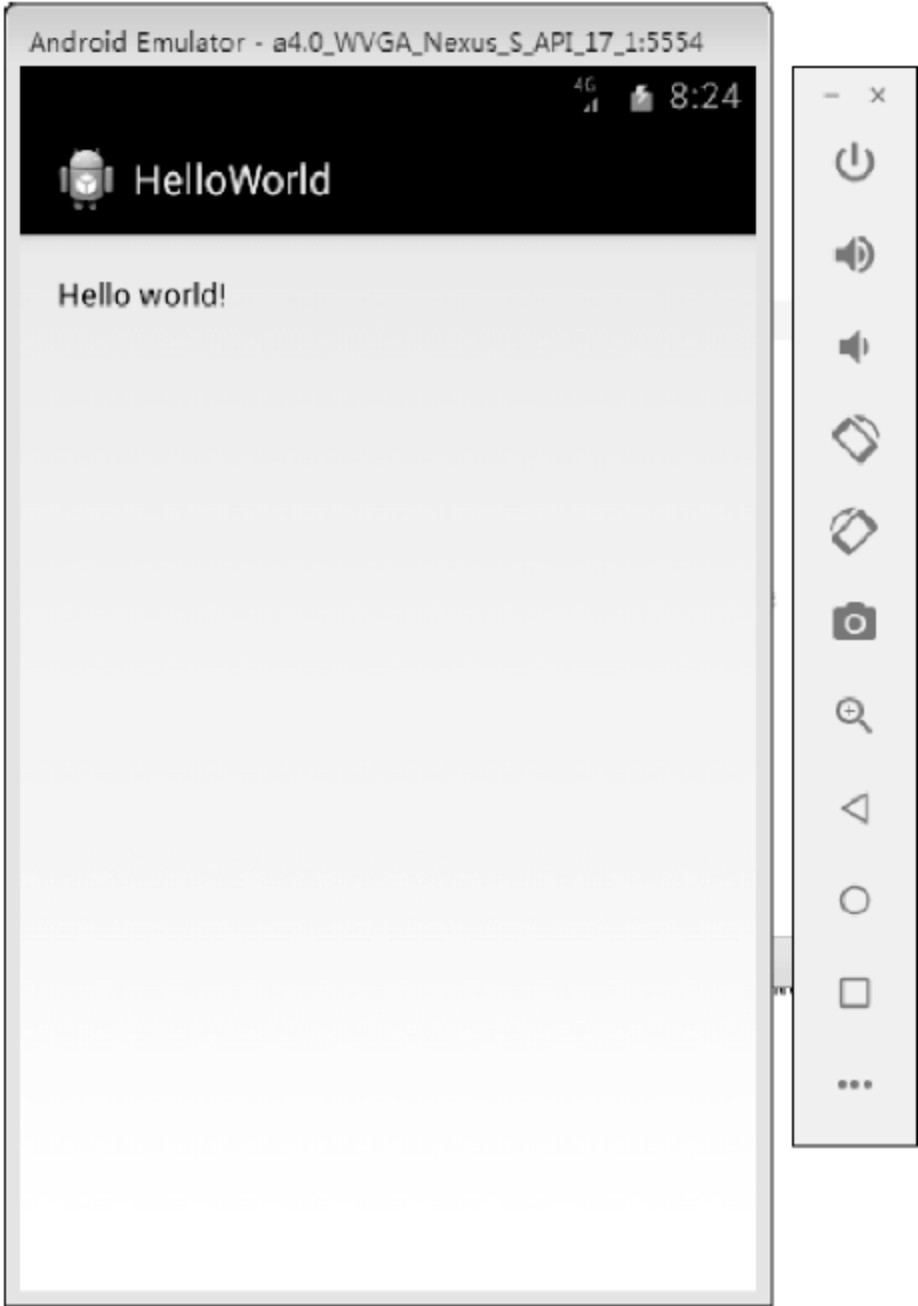 Android Emulator - a4.0_WVGA_Nexus_S_API_17_1:5554
4G
8:24
HelloWorld
Hello world!